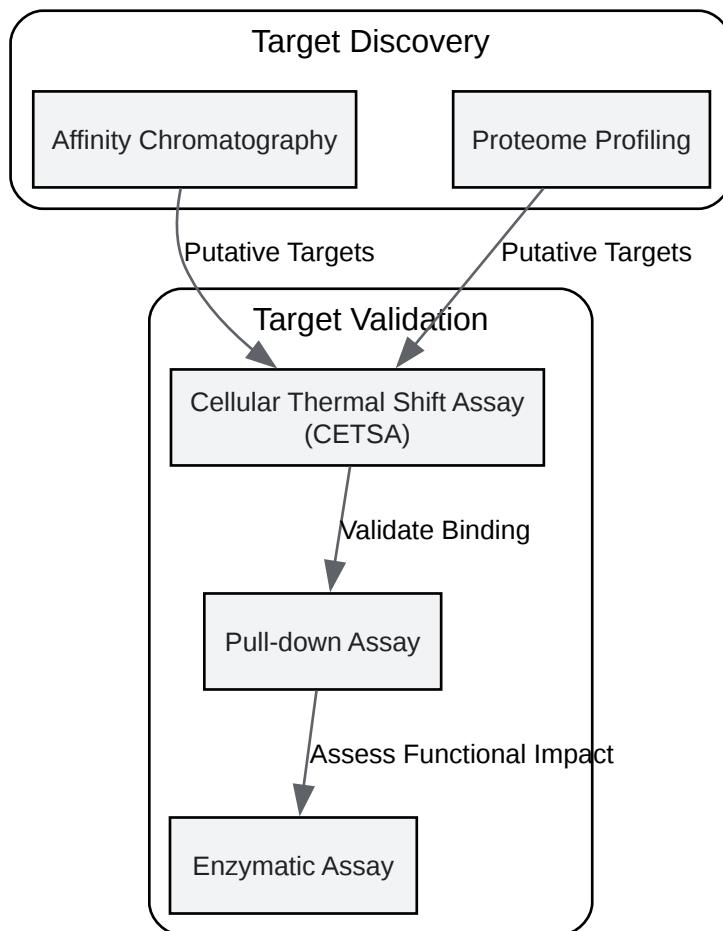 Target Discovery
Affinity Chromatography
Proteome Profiling
Putative Targets
Putative Targets
Target Validation
Cellular Thermal Shift Assay
(CETSA)
Validate Binding
Pull-down Assay
Assess Functional Impact
Enzymatic Assay